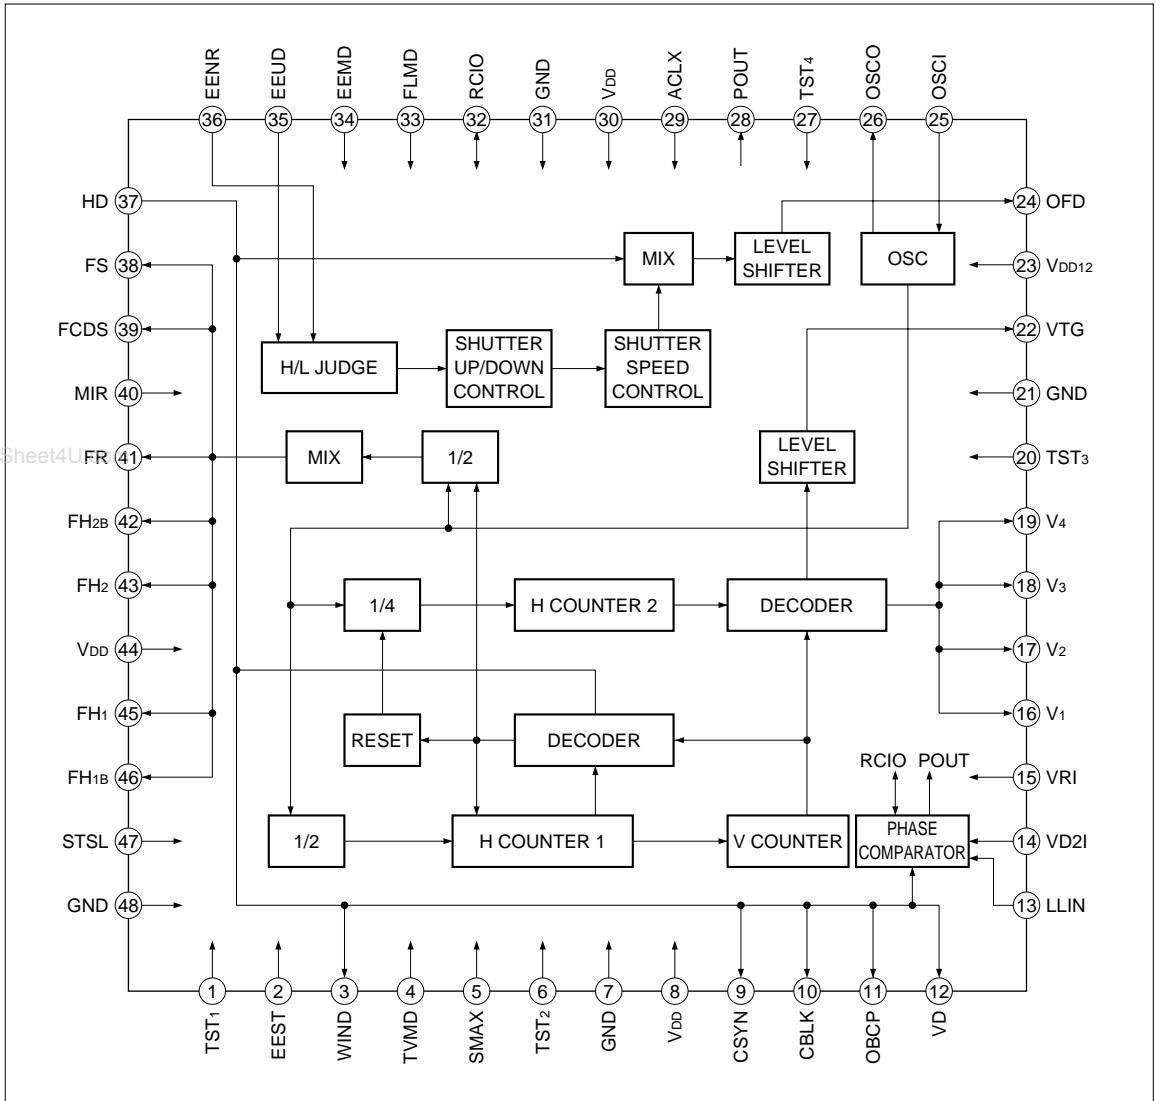 EENR
EEUD
EEMD
FLMD
RCIO
GND
VDD
ACLX
POUT
TST4
OSCO
OSCI
36
35
34
33
32
31
30
29
28
27
26
25
HD 37
24 OFD
MIX
LEVEL
SHIFTER
OSC
FS 38
23 VDD12
FCDS 39
22 VTG
H/L JUDGE
SHUTTER
UP/DOWN
CONTROL
SHUTTER
SPEED
CONTROL
MIR 40
21 GND
FR 41
MIX
1/2
LEVEL
SHIFTER
20 TST3
FH2B 42
19 V4
FH2 43
1/4
H COUNTER 2
DECODER
18 V3
VDD 44
17 V2
FH1 45
RESET
DECODER
16 V1
RCIO POUT
FH1B 46
15 VRI
STSL 47
1/2
H COUNTER 1
V COUNTER
PHASE
COMPARATOR
14 VD2I
GND 48
13 LLIN
1
2
3
4
5
6
7
8
9
10
11
12
TST1
EEST
WIND
TVMD
SMAX
TST2
GND
VDD
CSYN
CBLK
OBCP
VD